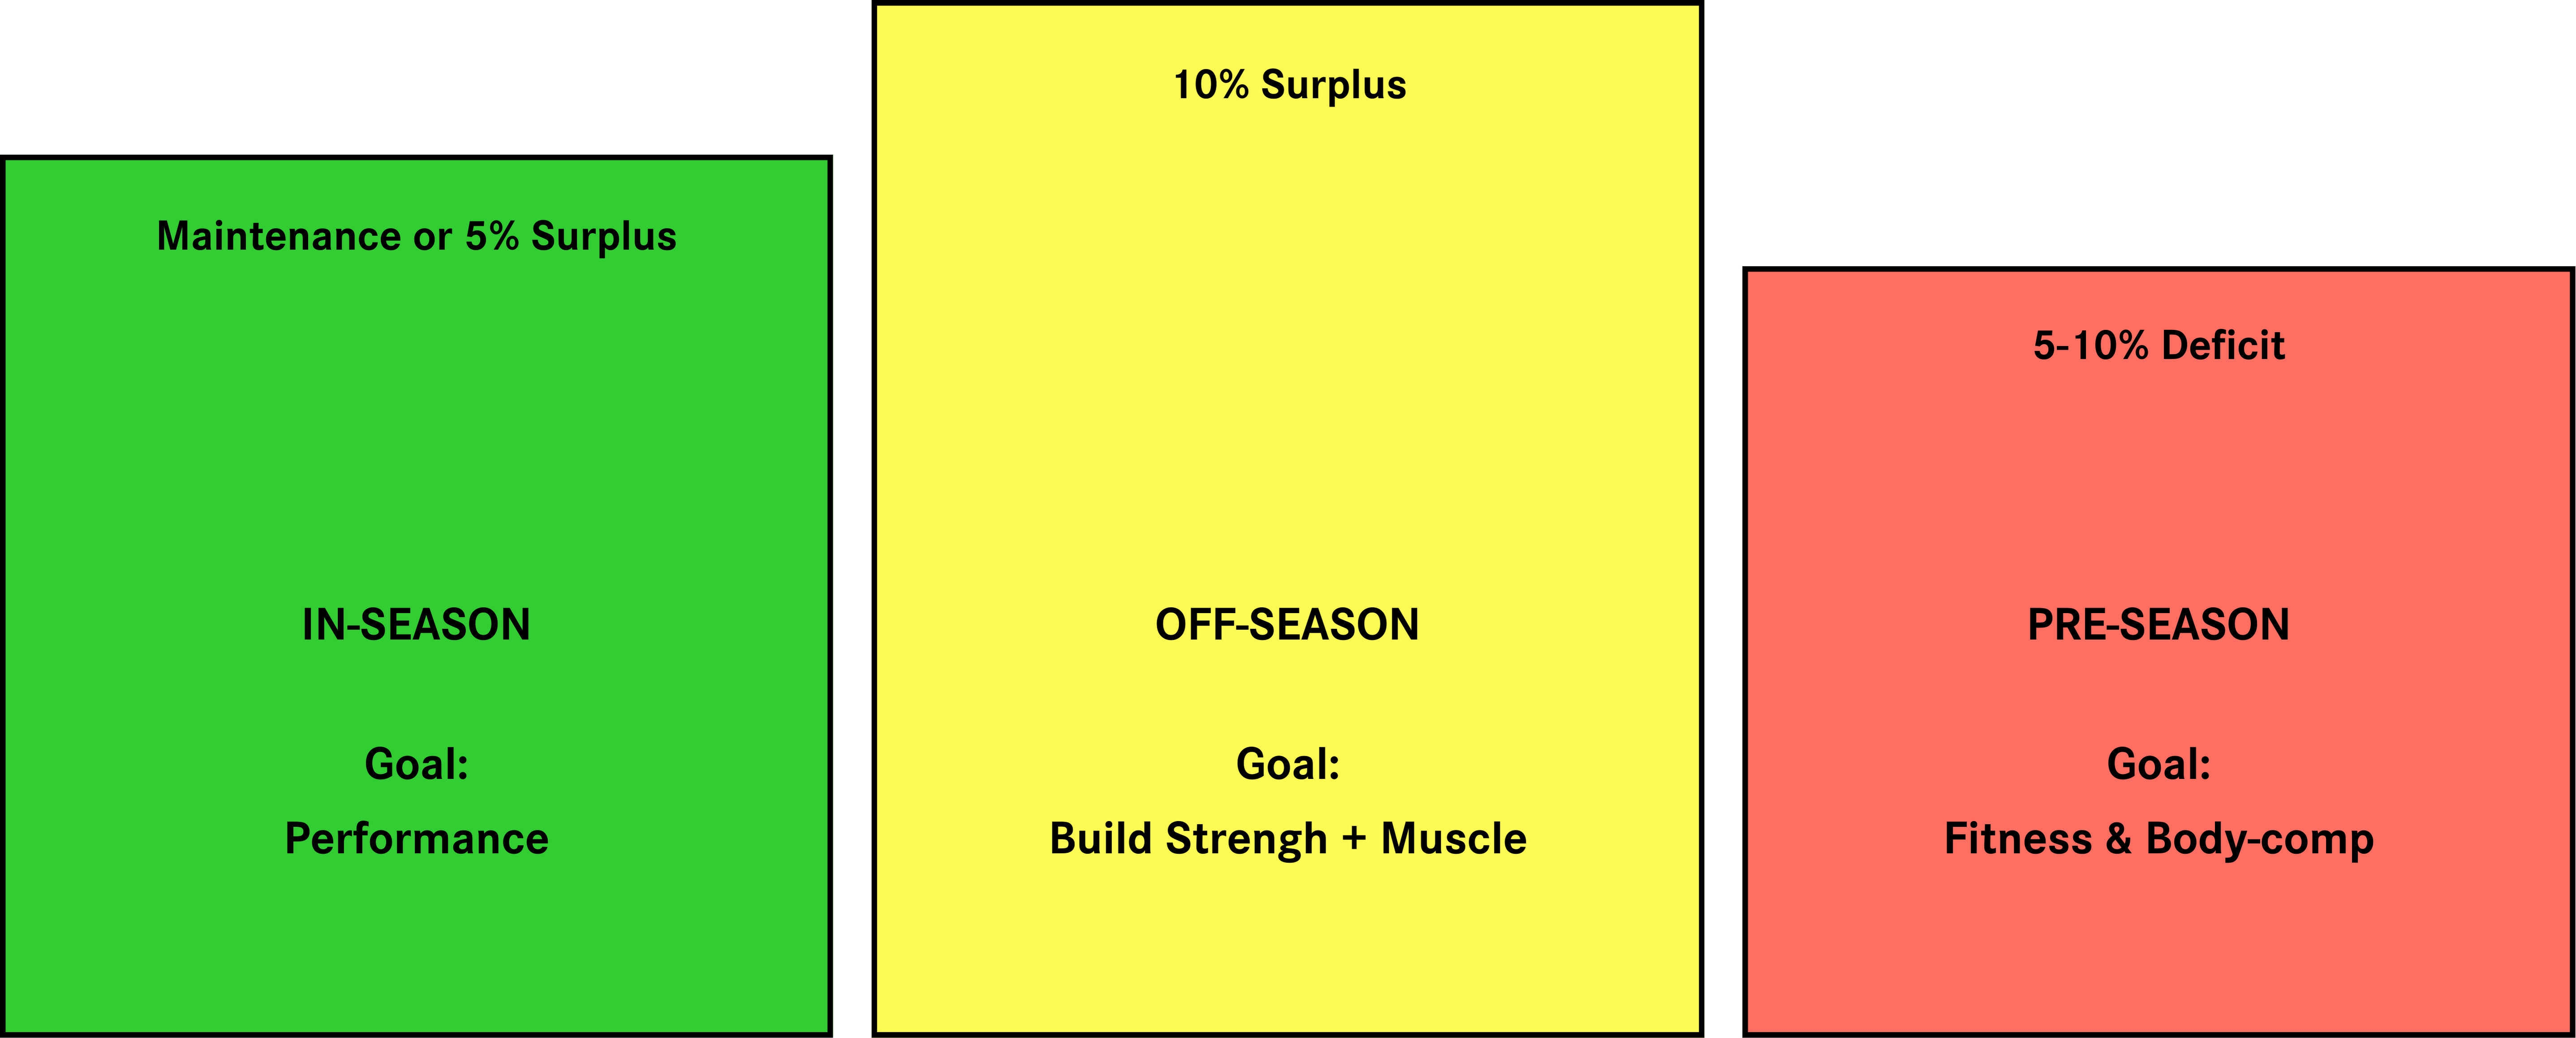 Maintenance or 5% Surplus
IN-SEASON
Goal:
Performance
10% Surplus
OFF-SEASON
Goal:
Build Strengh + Muscle
5-10% Deficit
PRE-SEASON
Goal:
Fitness & Body-comp